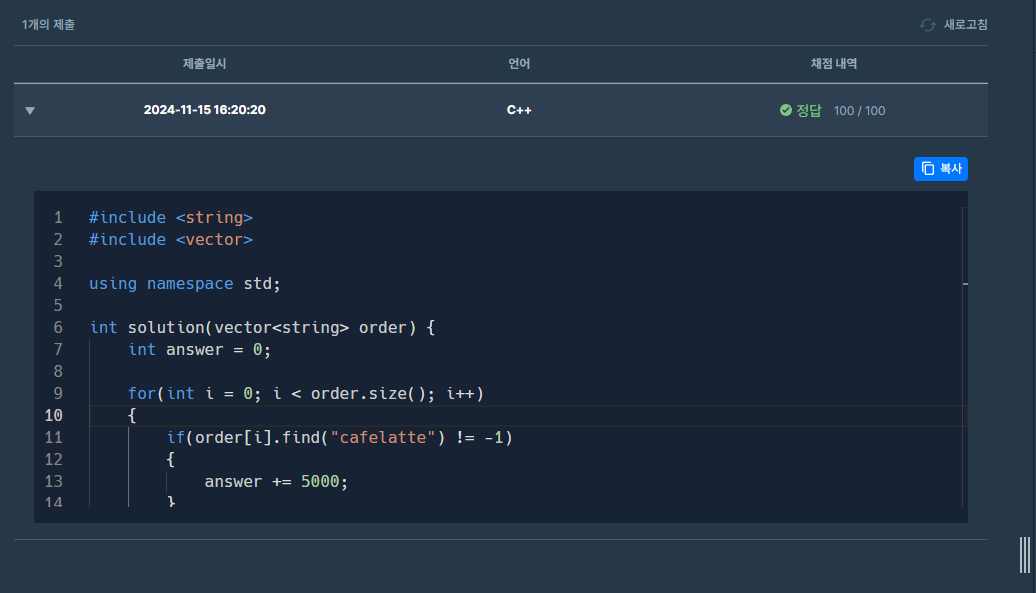 1개의 제출
새로고침
제출일시 언어 채점 내역
2024-11-15 16:20:20 C++ 정답 100 / 100
복사
1 #include <string>
2 #include <vector>
3
4 using namespace std;
5
6 int solution(vector<string> order) {
7 int answer = 0;
8
9 for(int i = 0; i < order.size(); i++)
10 {
11 if(order[i].find("cafelatte") != -1)
12 {
13 answer += 5000;
14 }